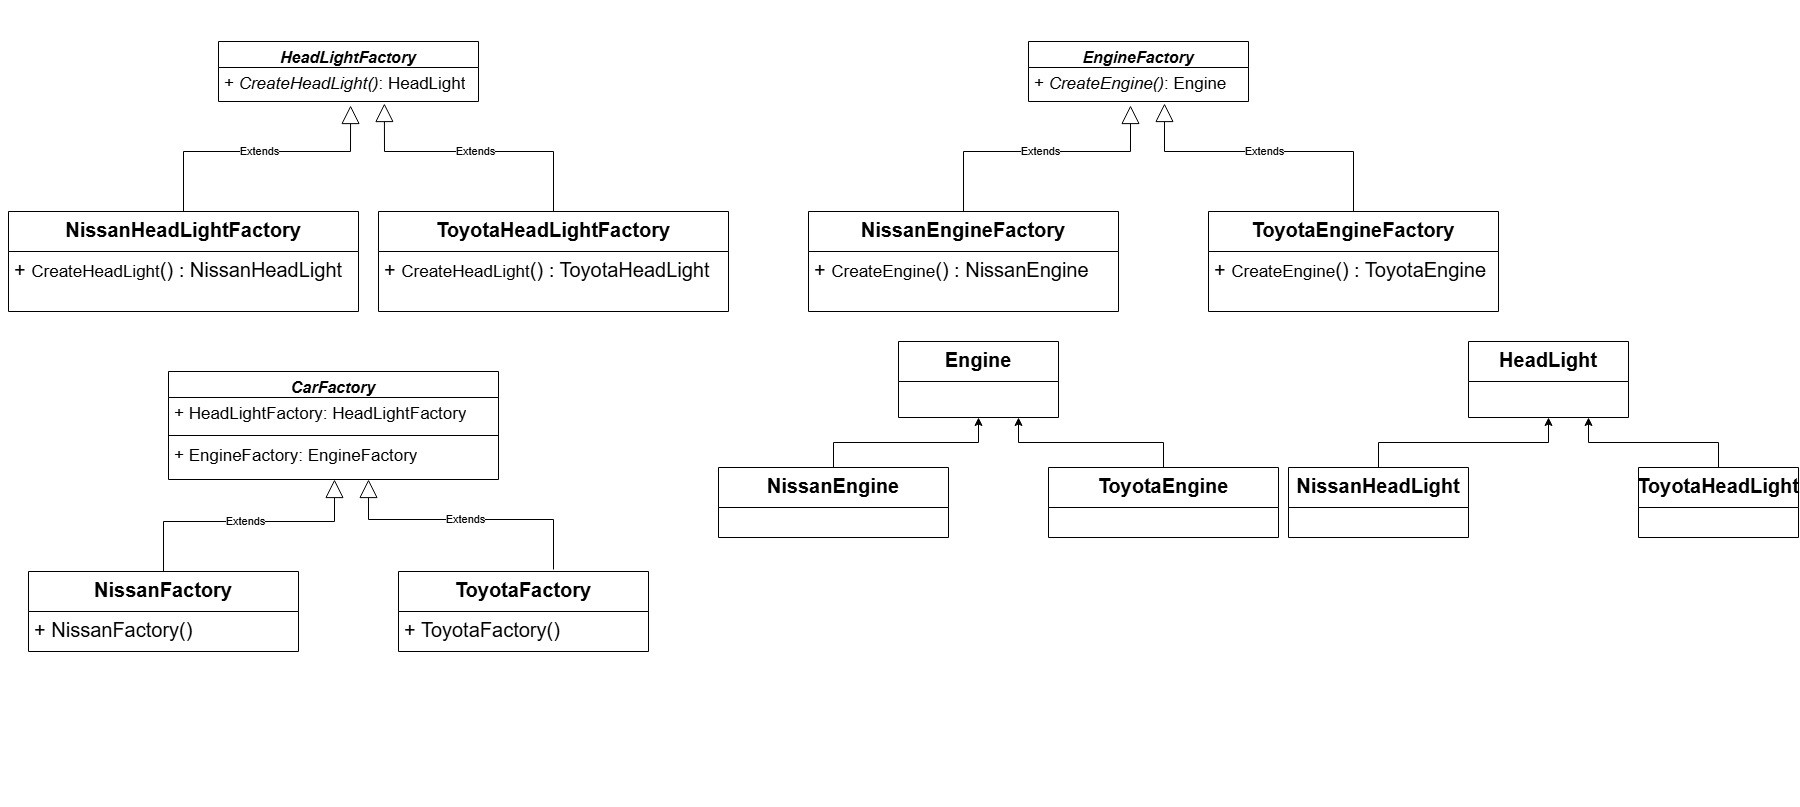 HeadLightFactory
+ CreateHeadLight(): HeadLight
Extends
Extends
NissanHeadLightFactory
+ CreateHeadLight() : NissanHeadLight
ToyotaHeadLightFactory
+ CreateHeadLight() : ToyotaHeadLight
EngineFactory
+ CreateEngine(): Engine
Extends
Extends
NissanEngineFactory
+ CreateEngine() : NissanEngine
ToyotaEngineFactory
+ CreateEngine() : ToyotaEngine
CarFactory
+ HeadLightFactory: HeadLightFactory
+ EngineFactory: EngineFactory
Extends
Extends
NissanFactory
+ NissanFactory()
ToyotaFactory
+ ToyotaFactory()
Engine
NissanEngine
ToyotaEngine
HeadLight
NissanHeadLight
ToyotaHeadLight